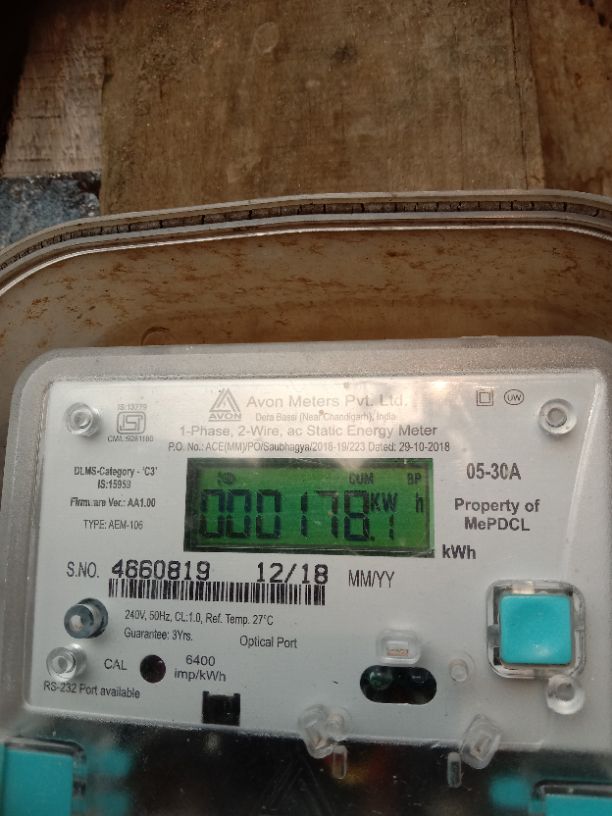 IS:13779
AVON
Avon Meters Pvt. Ltd.
Dera Bassi (Near Chandigarh), India
UW
1-Phase, 2-Wire, ac Static Energy Meter
P.O. No.: ACE(MM)/PO/Saubhagya/2018-19/223 Dated: 29-10-2018
DLMS-Category - 'C3'
IS:15959
Firmware Ver.: AA1.00
TYPE: AEM-106
CUM BP
000178.1 KW h
05-30A
Property of
MePDCL
kWh
S.NO. 4660819 12/18 MM/YY
240V, 50Hz, CL:1.0, Ref. Temp. 27°C
Guarantee: 3Yrs.
Optical Port
CAL
6400
imp/kWh
RS-232 Port available